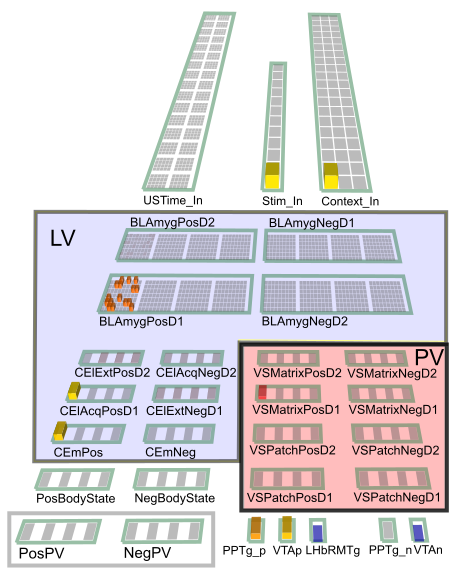 USTime_In Stim_In Context_In
LV
BLAmygPosD2 BLAmygNegD1
BLAmygPosD1 BLAmygNegD2
PV
CElExtPosD2 CElAcqNegD2 VSMatrixPosD2 VSMatrixNegD2
CElAcqPosD1 CElExtNegD1 VSMatrixPosD1 VSMatrixNegD1
CEmPos CEmNeg VSPatchPosD2 VSPatchNegD2
PosBodyState NegBodyState VSPatchPosD1 VSPatchNegD1
PosPV NegPV PPTg_p VTAp LHbRMTg PPTg_n VTAn